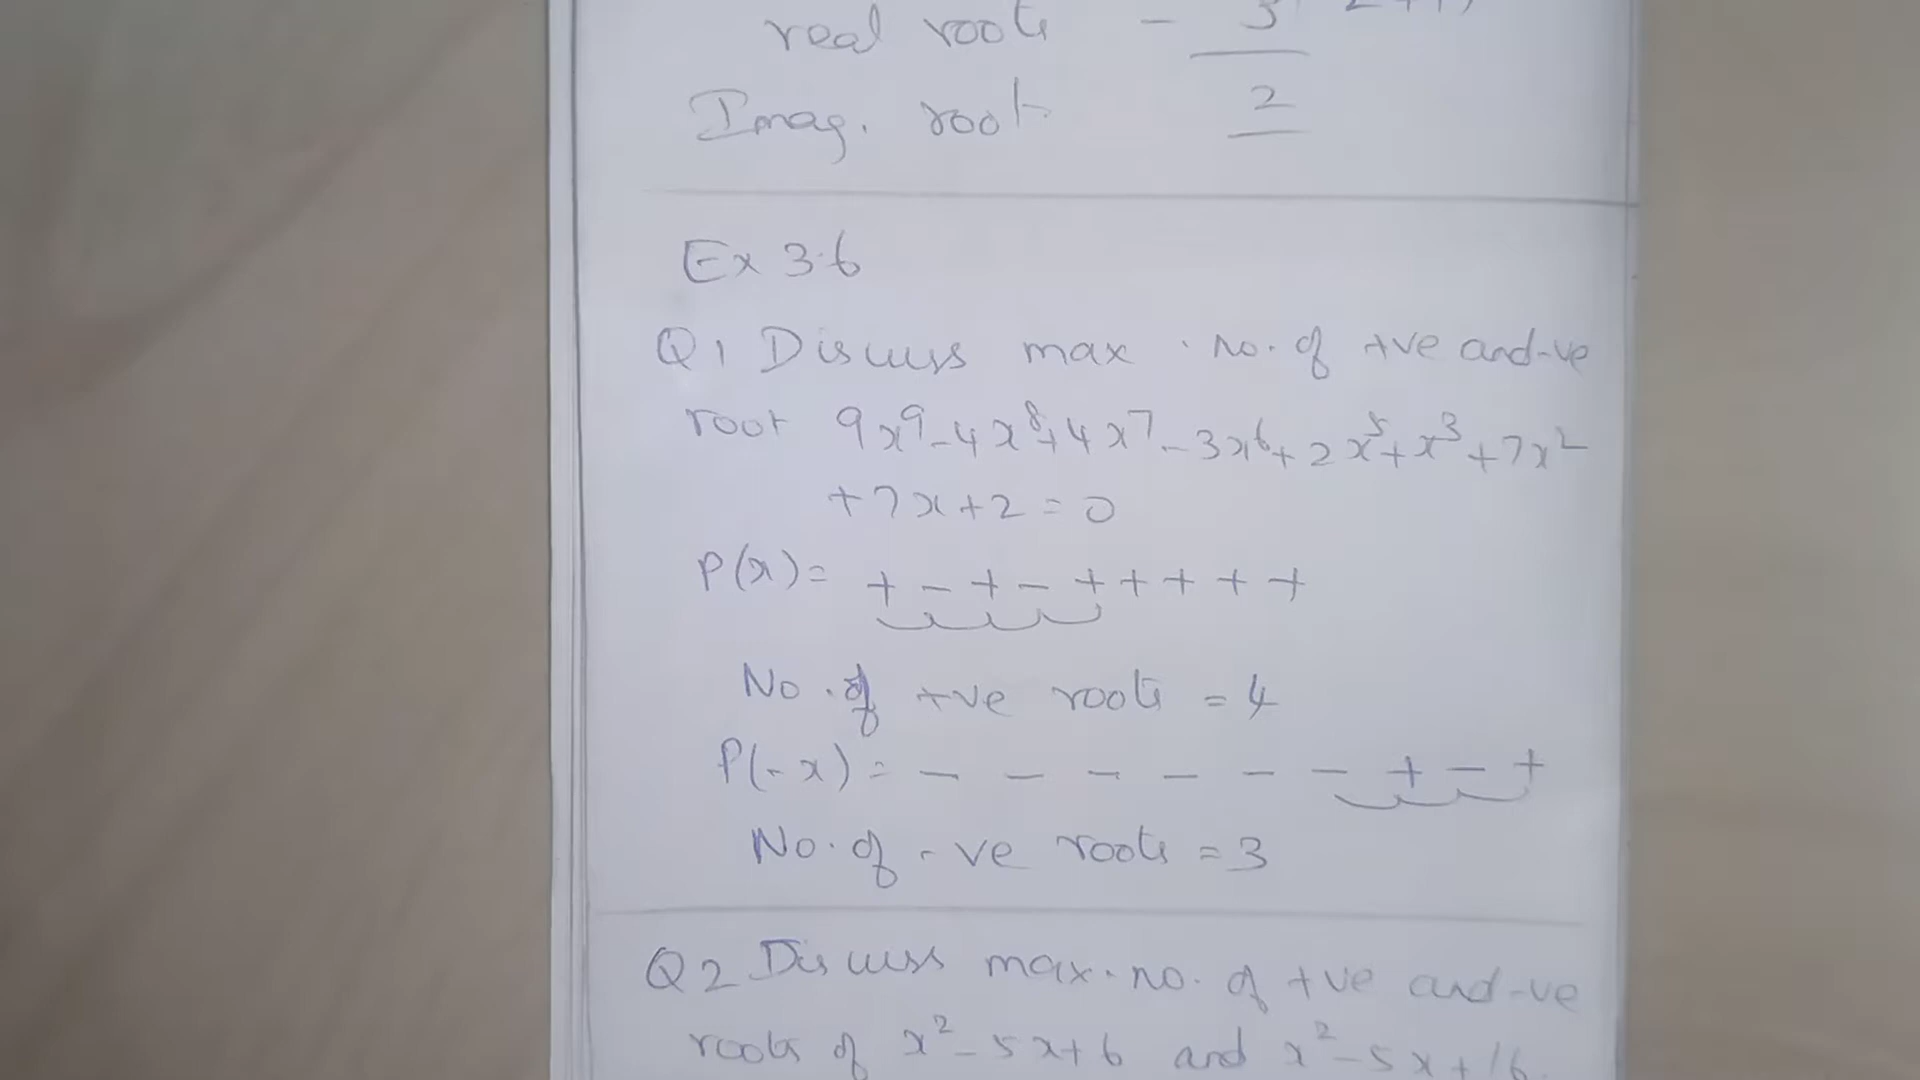 real roots - 3
Imag. root 2
Ex 3.6
Q1 Discuss max. no. of +ve and -ve
root 9x⁹-4x⁸+4x⁷-3x⁶+2x⁵+x³+7x²
+7x+2=0
P(x)= + - + - + + + + +
No. of +ve roots = 4
P(-x)= - - - - - - + - +
No. of -ve roots = 3
Q2 Discuss max. no. of +ve and -ve
roots of x²-5x+6 and x²-5x+16